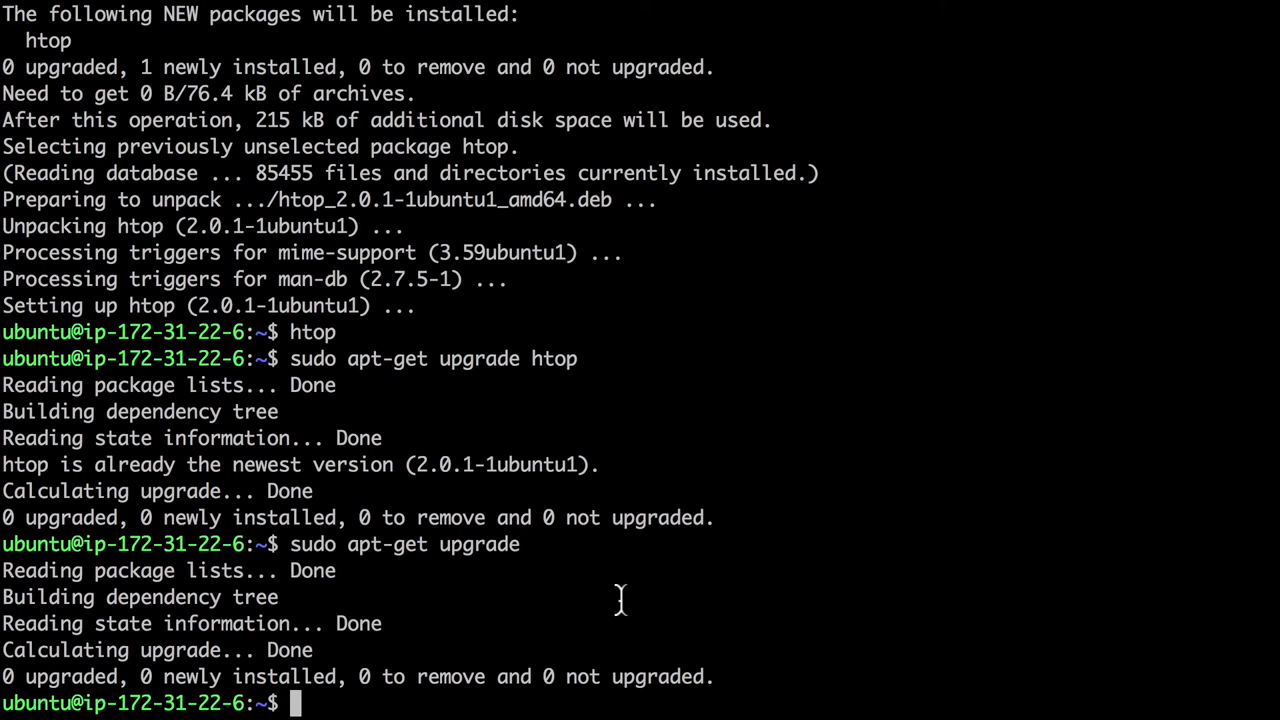 The following NEW packages will be installed:
  htop
0 upgraded, 1 newly installed, 0 to remove and 0 not upgraded.
Need to get 0 B/76.4 kB of archives.
After this operation, 215 kB of additional disk space will be used.
Selecting previously unselected package htop.
(Reading database ... 85455 files and directories currently installed.)
Preparing to unpack .../htop_2.0.1-1ubuntu1_amd64.deb ...
Unpacking htop (2.0.1-1ubuntu1) ...
Processing triggers for mime-support (3.59ubuntu1) ...
Processing triggers for man-db (2.7.5-1) ...
Setting up htop (2.0.1-1ubuntu1) ...
ubuntu@ip-172-31-22-6:~$ htop
ubuntu@ip-172-31-22-6:~$ sudo apt-get upgrade htop
Reading package lists... Done
Building dependency tree
Reading state information... Done
htop is already the newest version (2.0.1-1ubuntu1).
Calculating upgrade... Done
0 upgraded, 0 newly installed, 0 to remove and 0 not upgraded.
ubuntu@ip-172-31-22-6:~$ sudo apt-get upgrade
Reading package lists... Done
Building dependency tree
Reading state information... Done
Calculating upgrade... Done
0 upgraded, 0 newly installed, 0 to remove and 0 not upgraded.
ubuntu@ip-172-31-22-6:~$